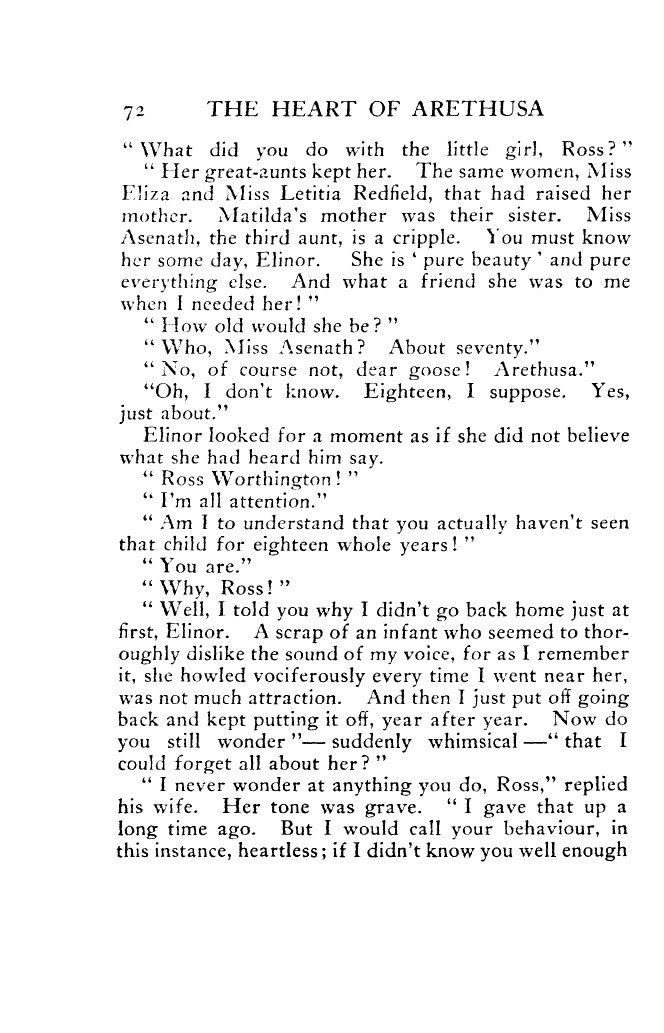 72 THE HEART OF ARETHUSA
“ What did you do with the little girl, Ross? ”
“ Her great-aunts kept her. The same women, Miss
Eliza and Miss Letitia Redfield, that had raised her
mother. Matilda's mother was their sister. Miss
Asenath, the third aunt, is a cripple. You must know
her some day, Elinor. She is ‘ pure beauty ’ and pure
everything else. And what a friend she was to me
when I needed her! ”
“ How old would she be? ”
“ Who, Miss Asenath? About seventy.”
“ No, of course not, dear goose! Arethusa.”
“Oh, I don't know. Eighteen, I suppose. Yes,
just about.”
Elinor looked for a moment as if she did not believe
what she had heard him say.
“ Ross Worthington! ”
“ I'm all attention.”
“ Am I to understand that you actually haven't seen
that child for eighteen whole years! ”
“ You are.”
“ Why, Ross! ”
“ Well, I told you why I didn't go back home just at
first, Elinor. A scrap of an infant who seemed to thor-
oughly dislike the sound of my voice, for as I remember
it, she howled vociferously every time I went near her,
was not much attraction. And then I just put off going
back and kept putting it off, year after year. Now do
you still wonder ”— suddenly whimsical —“ that I
could forget all about her? ”
“ I never wonder at anything you do, Ross,” replied
his wife. Her tone was grave. “ I gave that up a
long time ago. But I would call your behaviour, in
this instance, heartless; if I didn't know you well enough